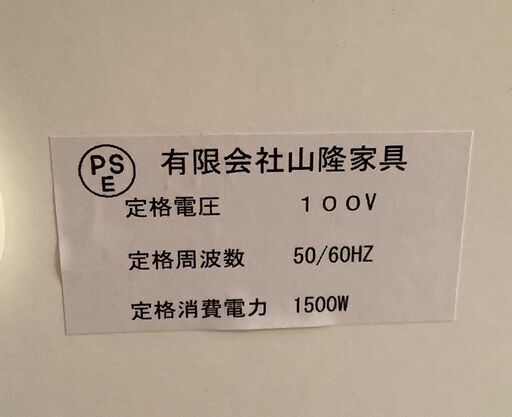 PS
E
有限会社山隆家具
定格電圧 １００V
定格周波数 50/60HZ
定格消費電力 1500W